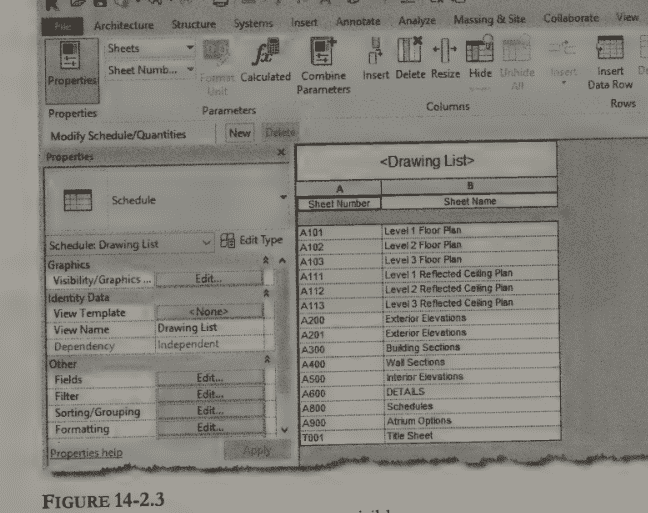 File Architecture Structure Systems Insert Annotate Analyze Massing & Site Collaborate View
Properties
Sheets
Sheet Numb...
Format Unit
Calculated
Combine Parameters
Insert Delete Resize Hide Unhide All
Insert
Insert Data Row
Properties Parameters Columns Rows
Modify Schedule/Quantities New Delete
Properties
Schedule
Schedule: Drawing List Edit Type
Graphics
Visibility/Graphics ... Edit...
Identity Data
View Template <None>
View Name Drawing List
Dependency Independent
Other
Fields Edit...
Filter Edit...
Sorting/Grouping Edit...
Formatting Edit...
Properties help Apply
<Drawing List>
A B
Sheet Number Sheet Name
A101 Level 1 Floor Plan
A102 Level 2 Floor Plan
A103 Level 3 Floor Plan
A111 Level 1 Reflected Ceiling Plan
A112 Level 2 Reflected Ceiling Plan
A113 Level 3 Reflected Ceiling Plan
A200 Exterior Elevations
A201 Exterior Elevations
A300 Building Sections
A400 Wall Sections
A500 Interior Elevations
A600 DETAILS
A800 Schedules
A900 Atrium Options
T001 Title Sheet
FIGURE 14-2.3